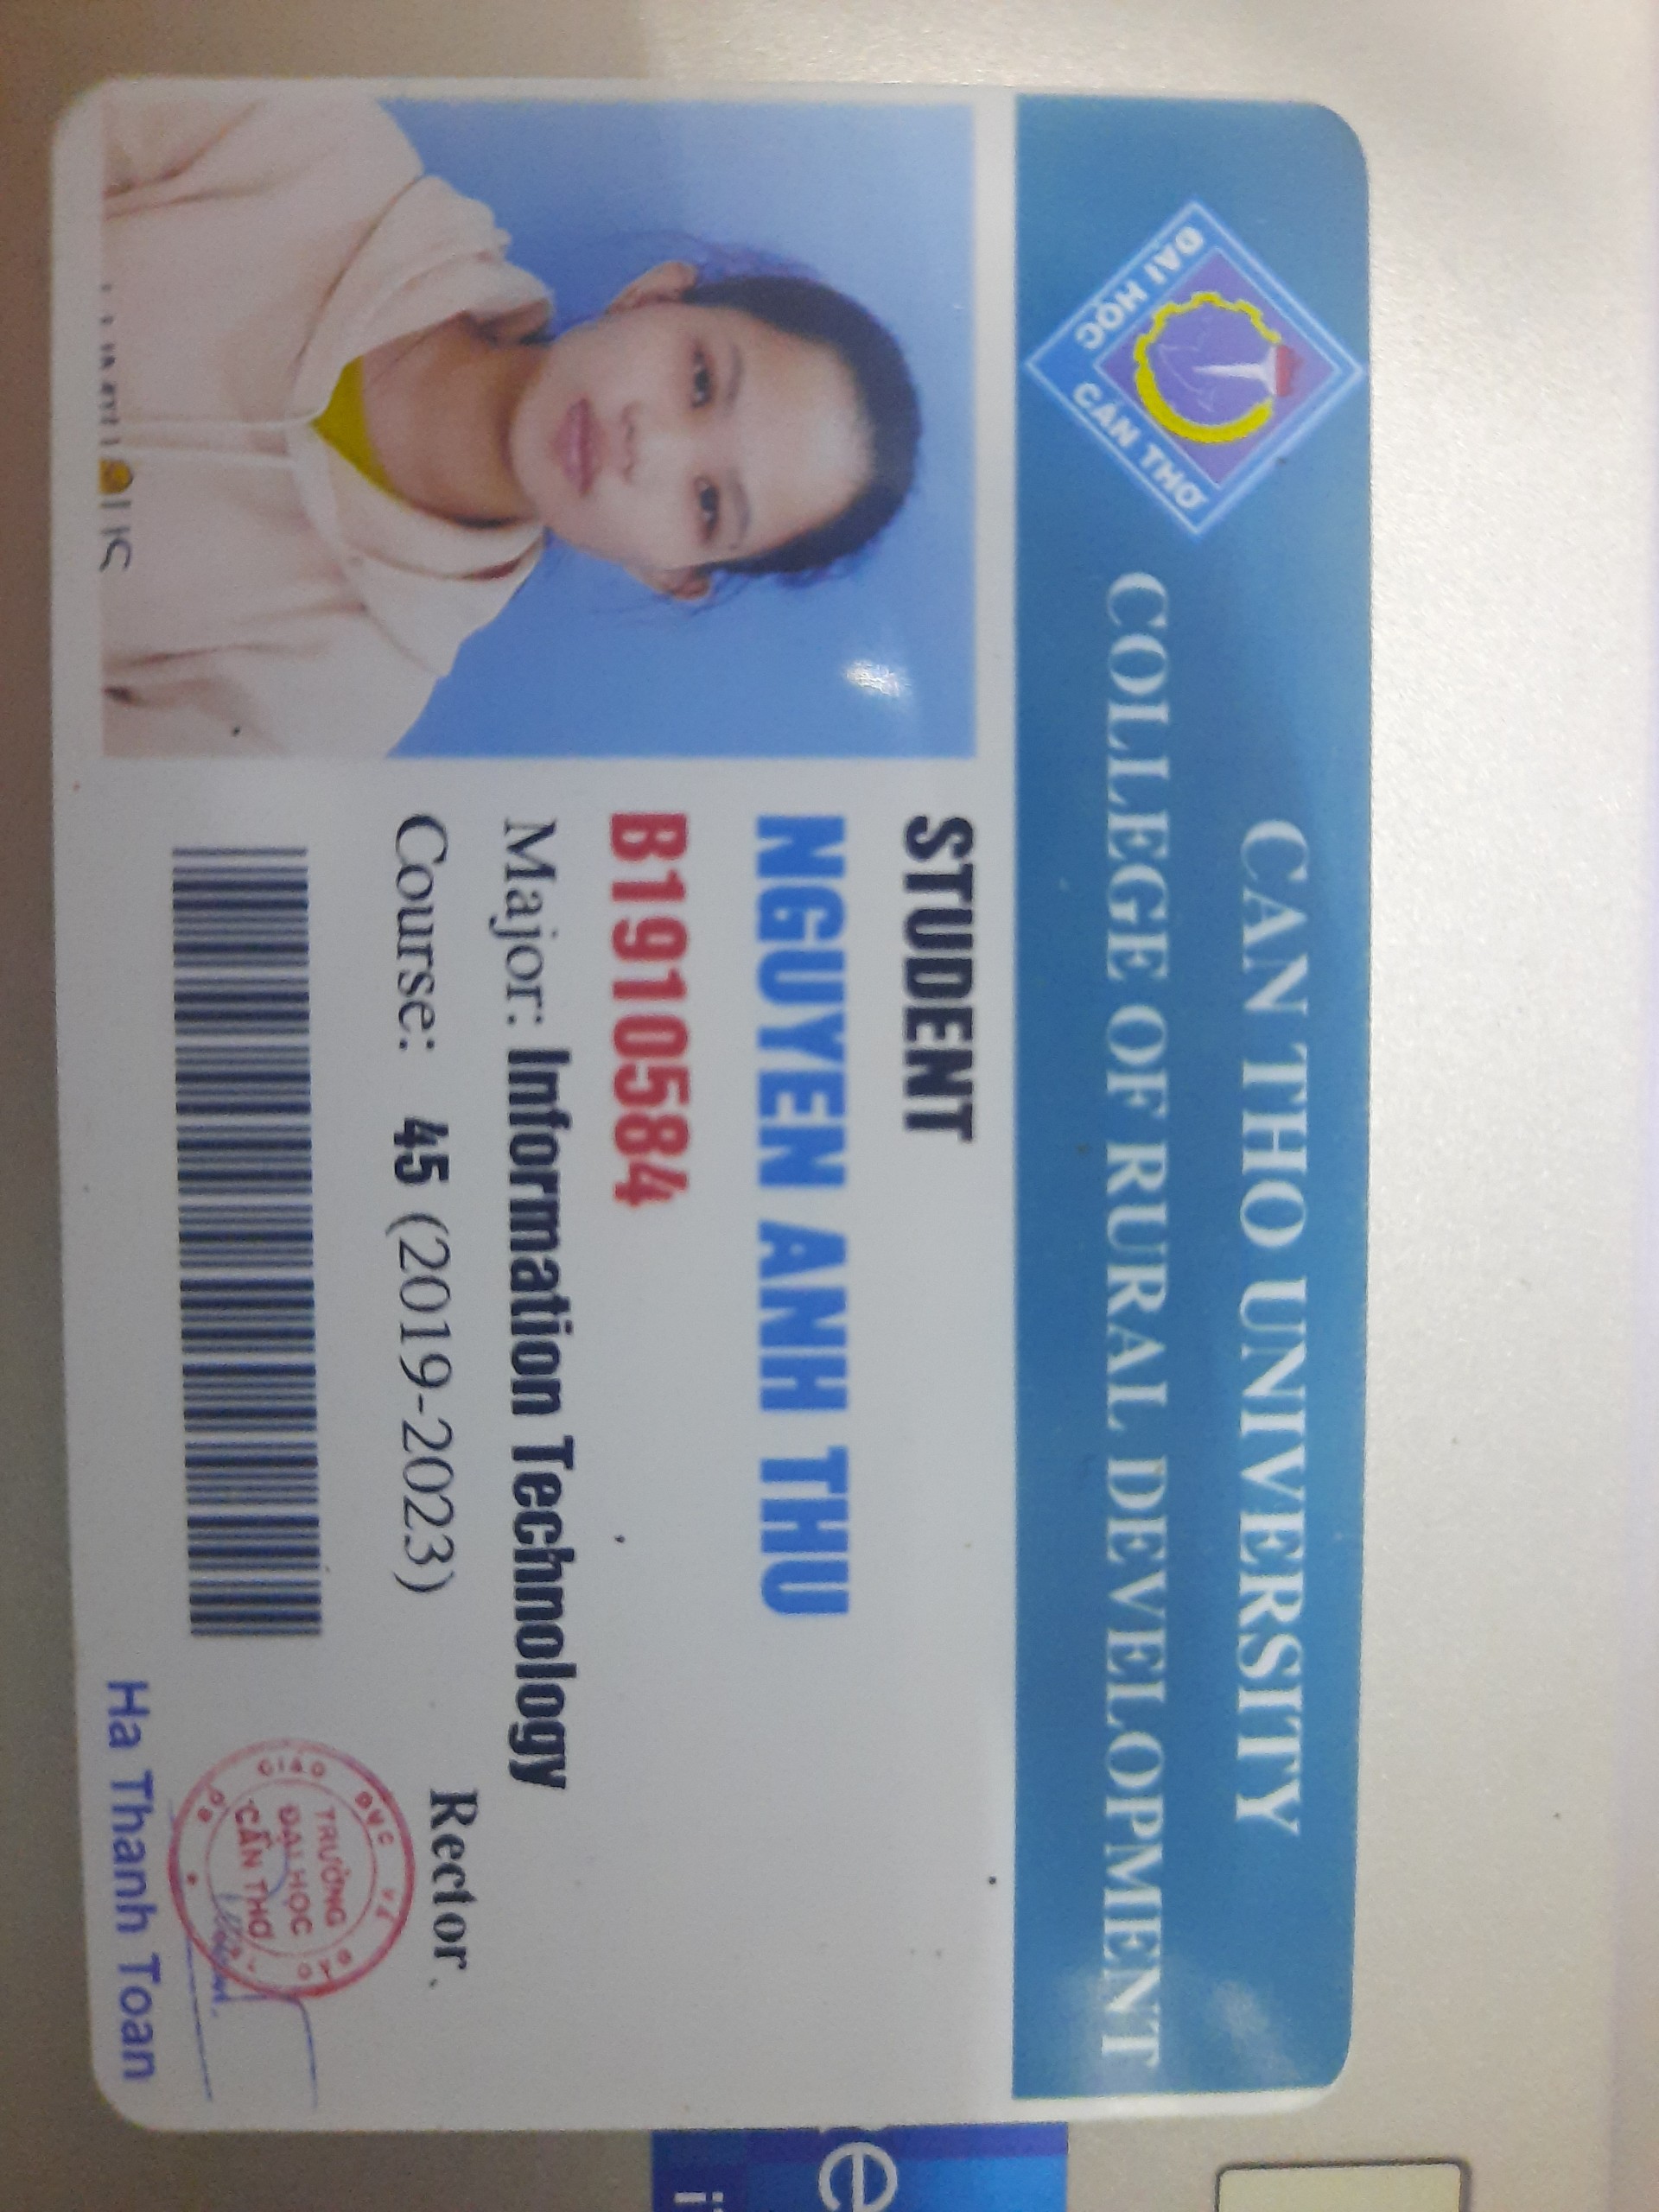 CAN THO UNIVERSITY
COLLEGE OF RURAL DEVELOPMENT
ĐẠI HỌC
CẦN THƠ
STUDENT
NGUYEN ANH THU
B1910584
Major: Information Technology
Course: 45 (2019-2023)
Rector
BỘ GIÁO DỤC VÀ ĐÀO
TRƯỜNG
ĐẠI HỌC
CẦN THƠ
Ha Thanh Toan
e